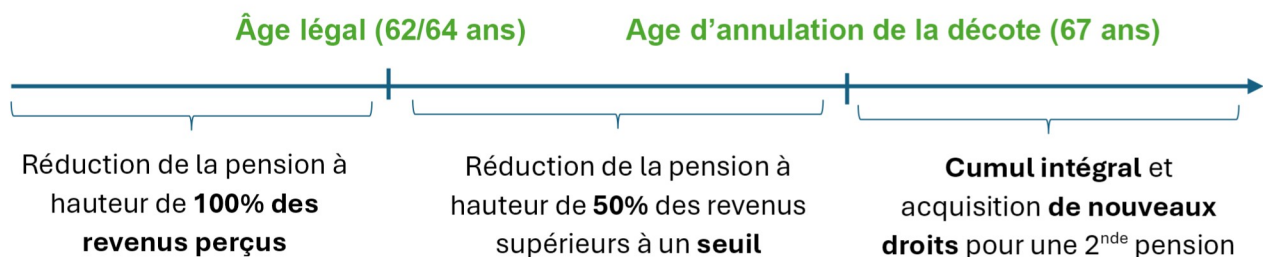 Âge légal (62/64 ans)
Age d’annulation de la décote (67 ans)
Réduction de la pension à
hauteur de 100% des
revenus perçus
Réduction de la pension à
hauteur de 50% des revenus
supérieurs à un seuil
Cumul intégral et
acquisition de nouveaux
droits pour une 2nde pension